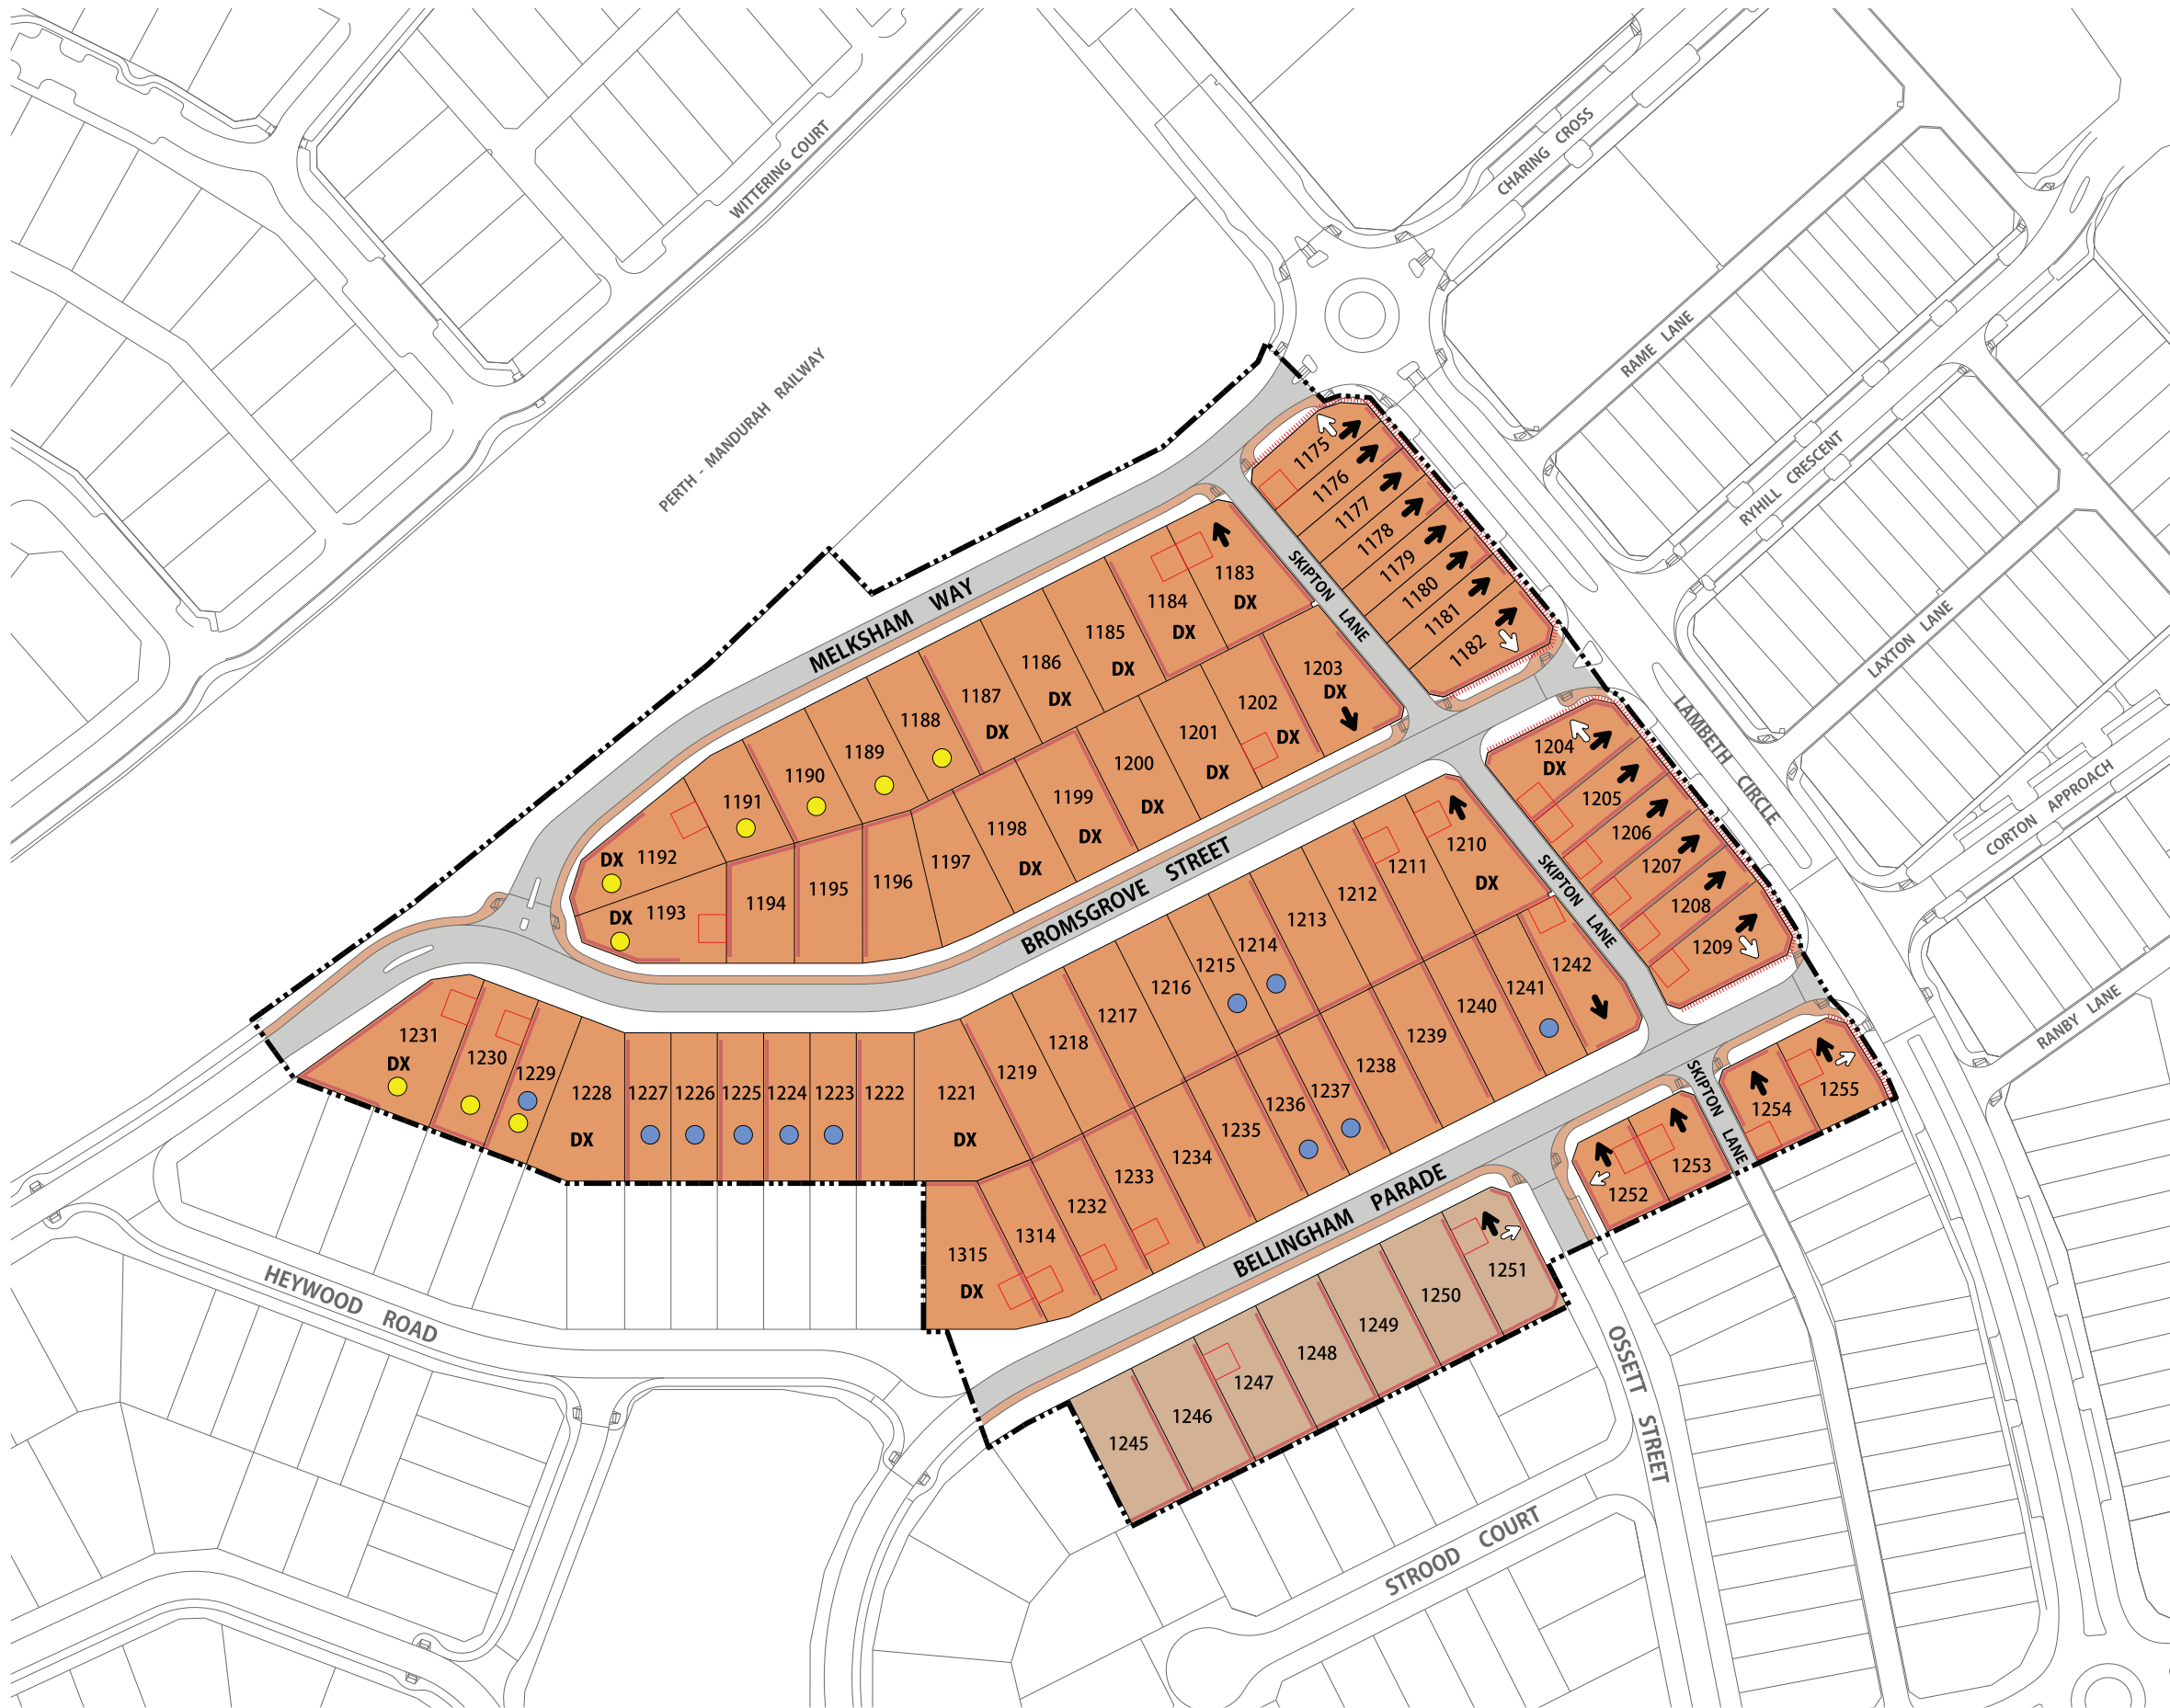 WITTERING COURT
CHARING CROSS
RAME LANE
PERTH - MANDURAH RAILWAY
RYHILL CRESCENT
LAXTON LANE
LAMBETH CIRCLE
CORTON APPROACH
RANBY LANE
MELKSHAM WAY
SKIPTON LANE
1175
1176
1177
1178
1179
1180
1181
1182
1183
DX
1184
DX
1185
DX
1186
DX
1187
DX
1188
1189
1190
1191
DX 1192
DX 1193
1194
1195
1196
1197
1198
DX
1199
DX
1200
DX
1201
DX
1202
DX
1203
DX
BROMSGROVE STREET
1204
DX
1205
1206
1207
1208
1209
SKIPTON LANE
1210
DX
1211
1212
1213
1214
1215
1216
1217
1218
1219
1221
DX
1222
1223
1224
1225
1226
1227
1228
DX
1229
1230
1231
DX
1242
1241
1240
1239
1238
1237
1236
1235
1234
1233
1232
1314
1315
DX
SKIPTON LANE
1255
1254
1253
1252
BELLINGHAM PARADE
1251
1250
1249
1248
1247
1246
1245
HEYWOOD ROAD
OSSETT STREET
STROOD COURT